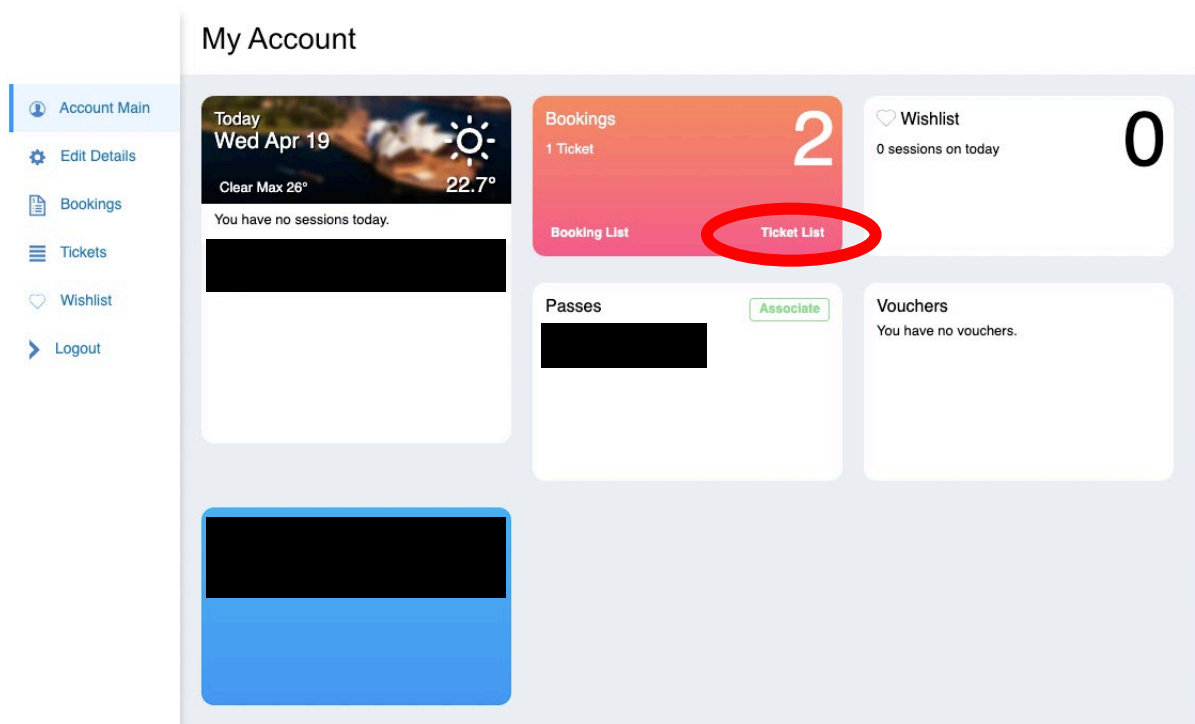 My Account
Account Main
Edit Details
Bookings
Tickets
Wishlist
Logout
Today
Wed Apr 19
Clear Max 26°
22.7°
You have no sessions today.
Bookings
2
1 Ticket
Booking List
Ticket List
Wishlist
0
0 sessions on today
Passes
Associate
Vouchers
You have no vouchers.